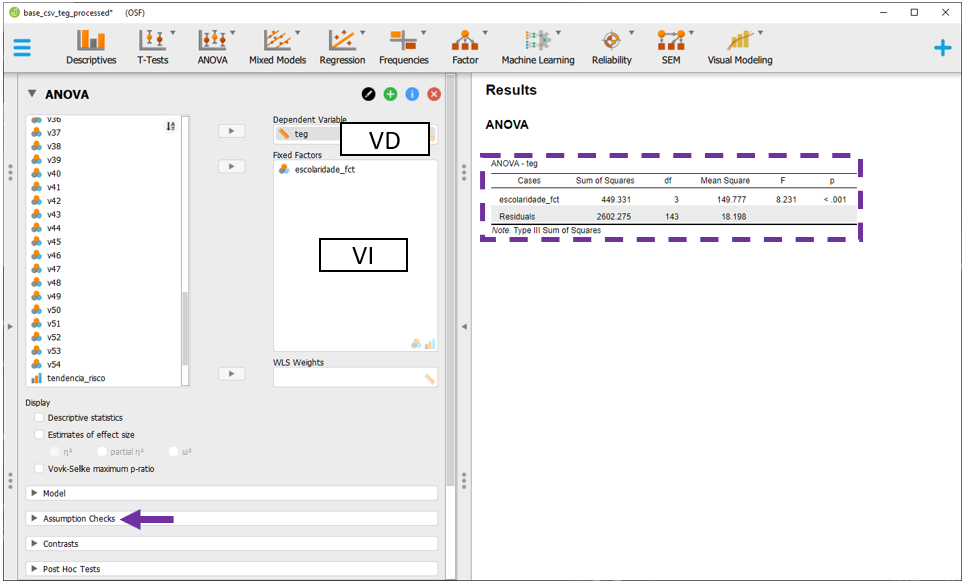 base_csv_teg_processed* (OSF)
Descriptives T-Tests ANOVA Mixed Models Regression Frequencies Factor Machine Learning Reliability SEM Visual Modeling
ANOVA
v36
v37
v38
v39
v40
v41
v42
v43
v44
v45
v46
v47
v48
v49
v50
v51
v52
v53
v54
tendencia_risco
Dependent Variable
teg
VD
Fixed Factors
escolaridade_fct
VI
WLS Weights
Display
Descriptive statistics
Estimates of effect size
η² partial η² ω²
Vovk-Sellke maximum p-ratio
Model
Assumption Checks
Contrasts
Post Hoc Tests
Results
ANOVA
ANOVA - teg
Cases Sum of Squares df Mean Square F p
escolaridade_fct 449.331 3 149.777 8.231 < .001
Residuals 2602.275 143 18.198
Note. Type III Sum of Squares